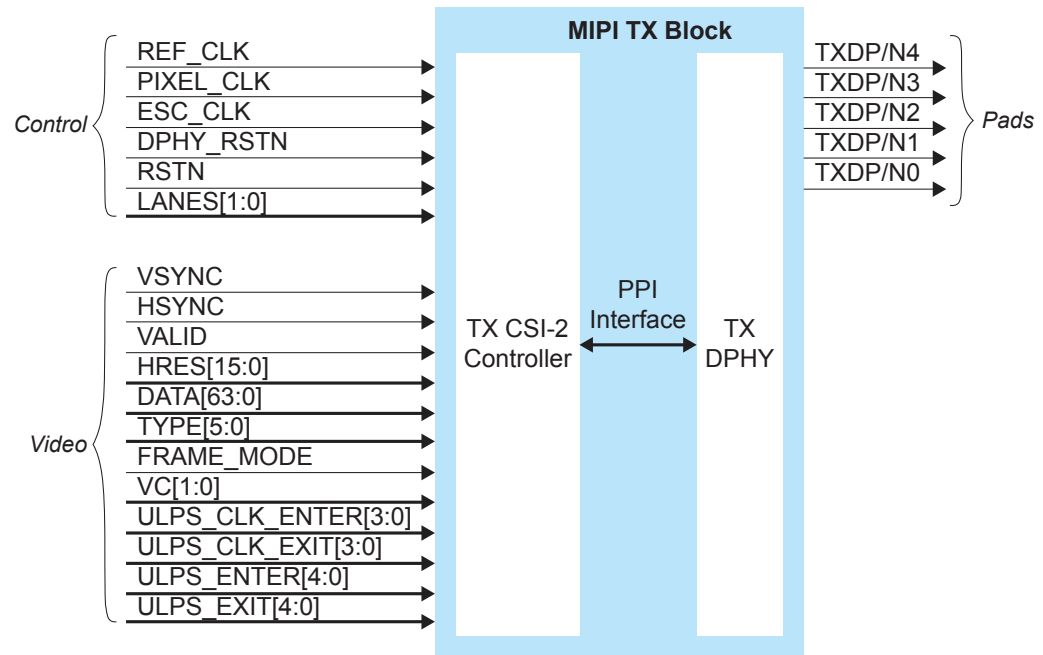 MIPI TX Block
Control
REF_CLK
PIXEL_CLK
ESC_CLK
DPHY_RSTN
RSTN
LANES[1:0]
Video
VSYNC
HSYNC
VALID
HRES[15:0]
DATA[63:0]
TYPE[5:0]
FRAME_MODE
VC[1:0]
ULPS_CLK_ENTER[3:0]
ULPS_CLK_EXIT[3:0]
ULPS_ENTER[4:0]
ULPS_EXIT[4:0]
TX CSI-2
Controller
PPI
Interface
TX
DPHY
TXDP/N4
TXDP/N3
TXDP/N2
TXDP/N1
TXDP/N0
Pads